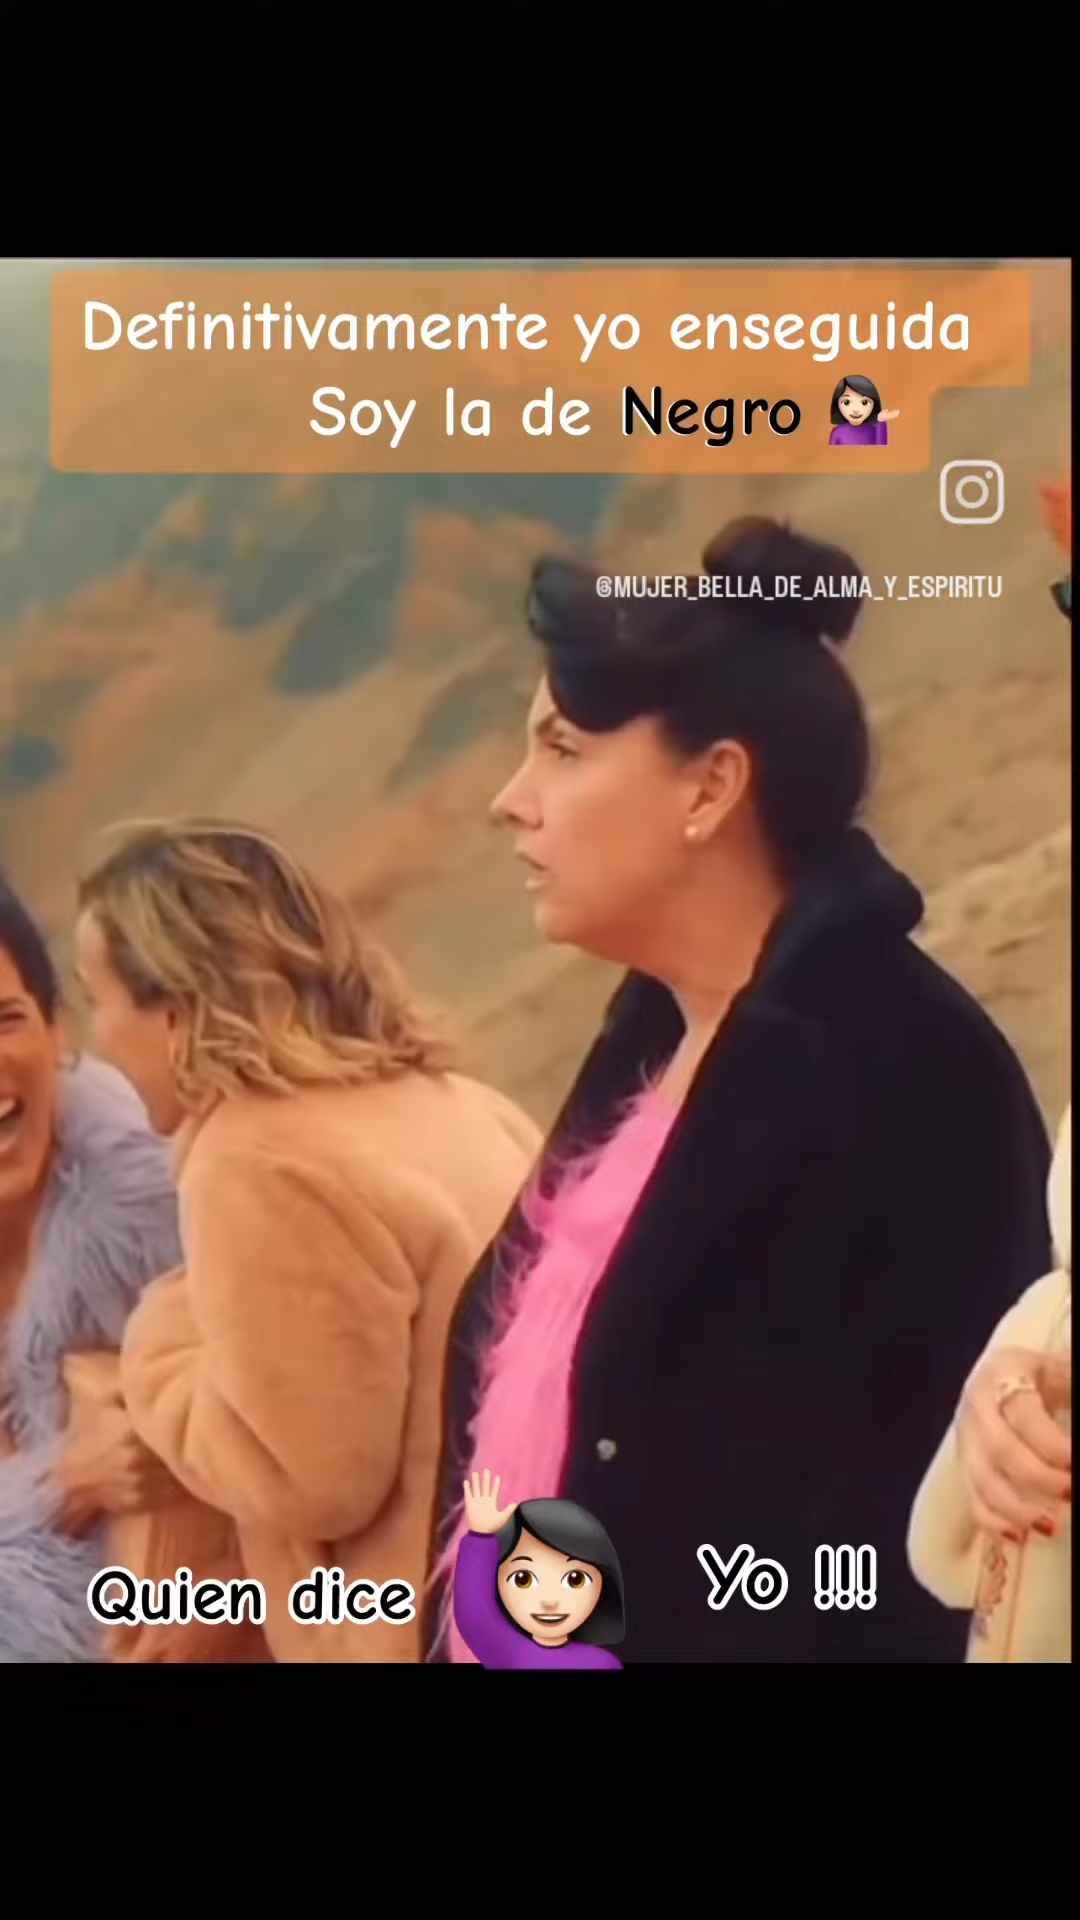 Definitivamente yo enseguida
Soy la de Negro
@MUJER_BELLA_DE_ALMA_Y_ESPIRITU
Quien dice Yo !!!